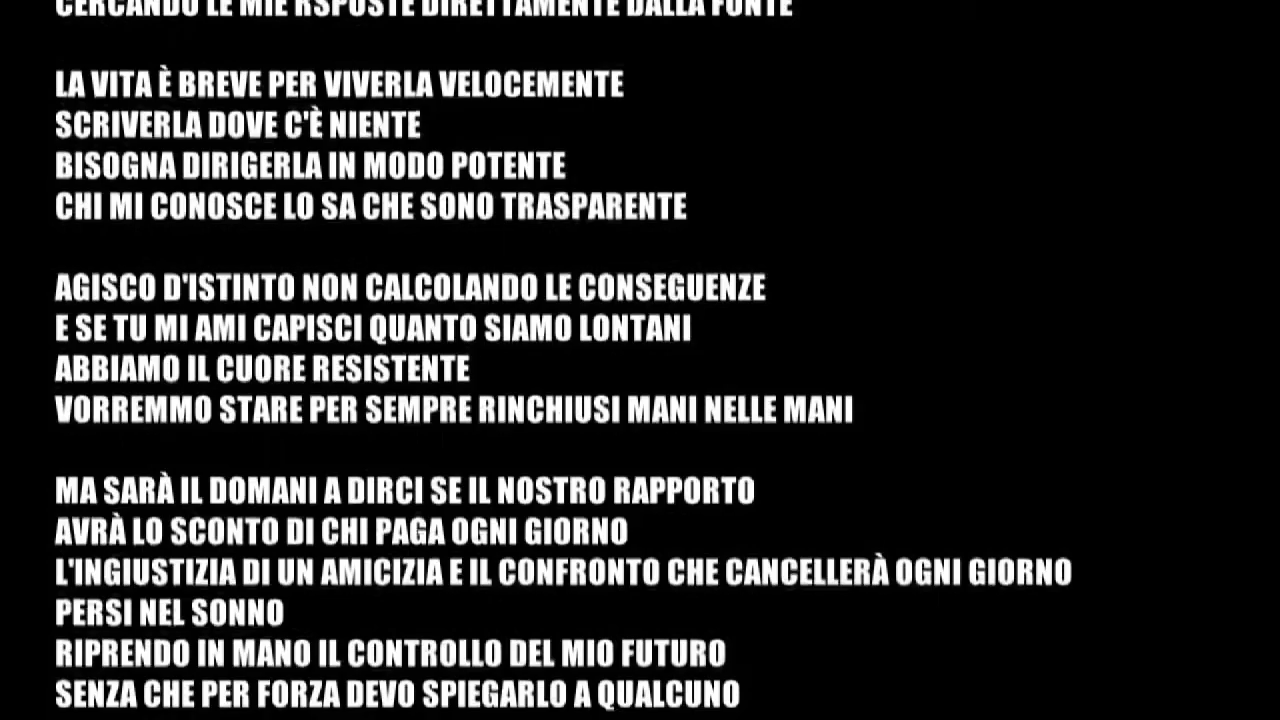 CERCANDO LE MIE RSPOSTE DIRETTAMENTE DALLA FONTE
LA VITA È BREVE PER VIVERLA VELOCEMENTE
SCRIVERLA DOVE C'È NIENTE
BISOGNA DIRIGERLA IN MODO POTENTE
CHI MI CONOSCE LO SA CHE SONO TRASPARENTE
AGISCO D'ISTINTO NON CALCOLANDO LE CONSEGUENZE
E SE TU MI AMI CAPISCI QUANTO SIAMO LONTANI
ABBIAMO IL CUORE RESISTENTE
VORREMMO STARE PER SEMPRE RINCHIUSI MANI NELLE MANI
MA SARÀ IL DOMANI A DIRCI SE IL NOSTRO RAPPORTO
AVRÀ LO SCONTO DI CHI PAGA OGNI GIORNO
L'INGIUSTIZIA DI UN AMICIZIA E IL CONFRONTO CHE CANCELLERÀ OGNI GIORNO
PERSI NEL SONNO
RIPRENDO IN MANO IL CONTROLLO DEL MIO FUTURO
SENZA CHE PER FORZA DEVO SPIEGARLO A QUALCUNO